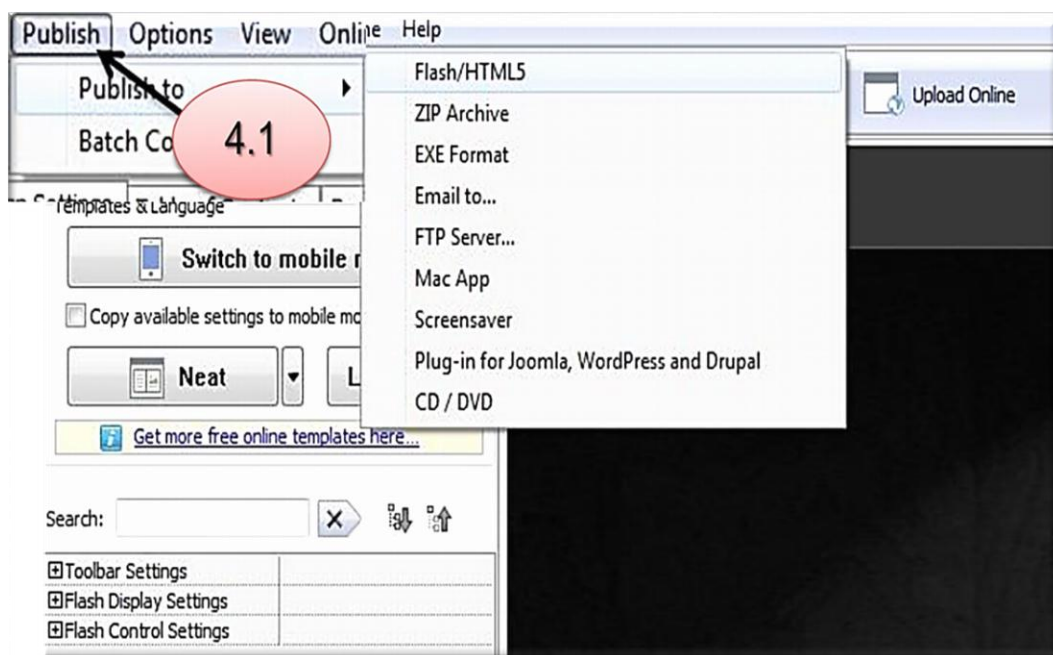 Publish Options View Online Help
Publish to
Batch Co
4.1
Flash/HTML5
ZIP Archive
EXE Format
Email to...
FTP Server...
Mac App
Screensaver
Plug-in for Joomla, WordPress and Drupal
CD / DVD
Upload Online
Templates & Language
Switch to mobile
Copy available settings to mobile
Neat
Get more free online templates here...
Search:
Toolbar Settings
Flash Display Settings
Flash Control Settings